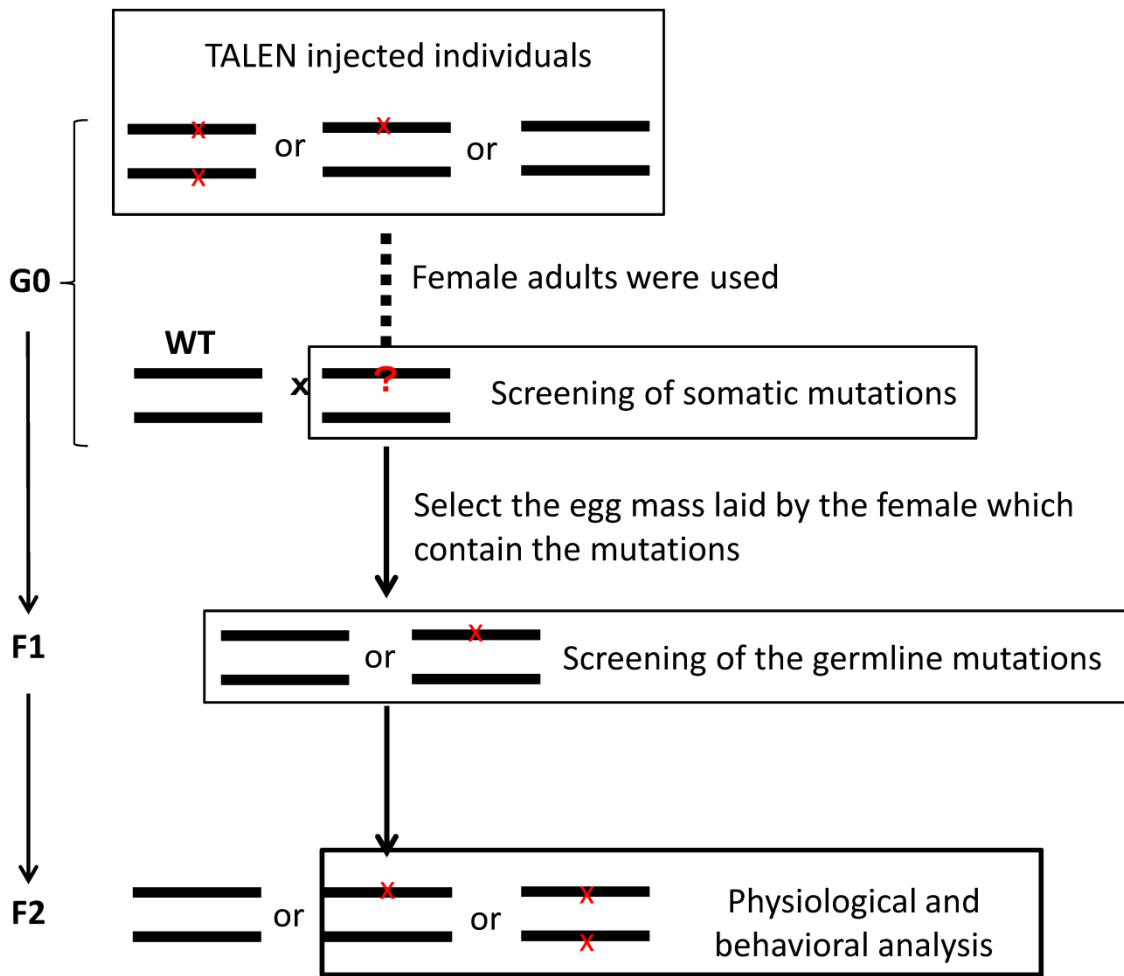 TALEN injected individuals
X or X or
X
G0
Female adults were used
WT
x ? Screening of somatic mutations
Select the egg mass laid by the female which
contain the mutations
F1
or X Screening of the germline mutations
F2
or X or X
X
Physiological and
behavioral analysis